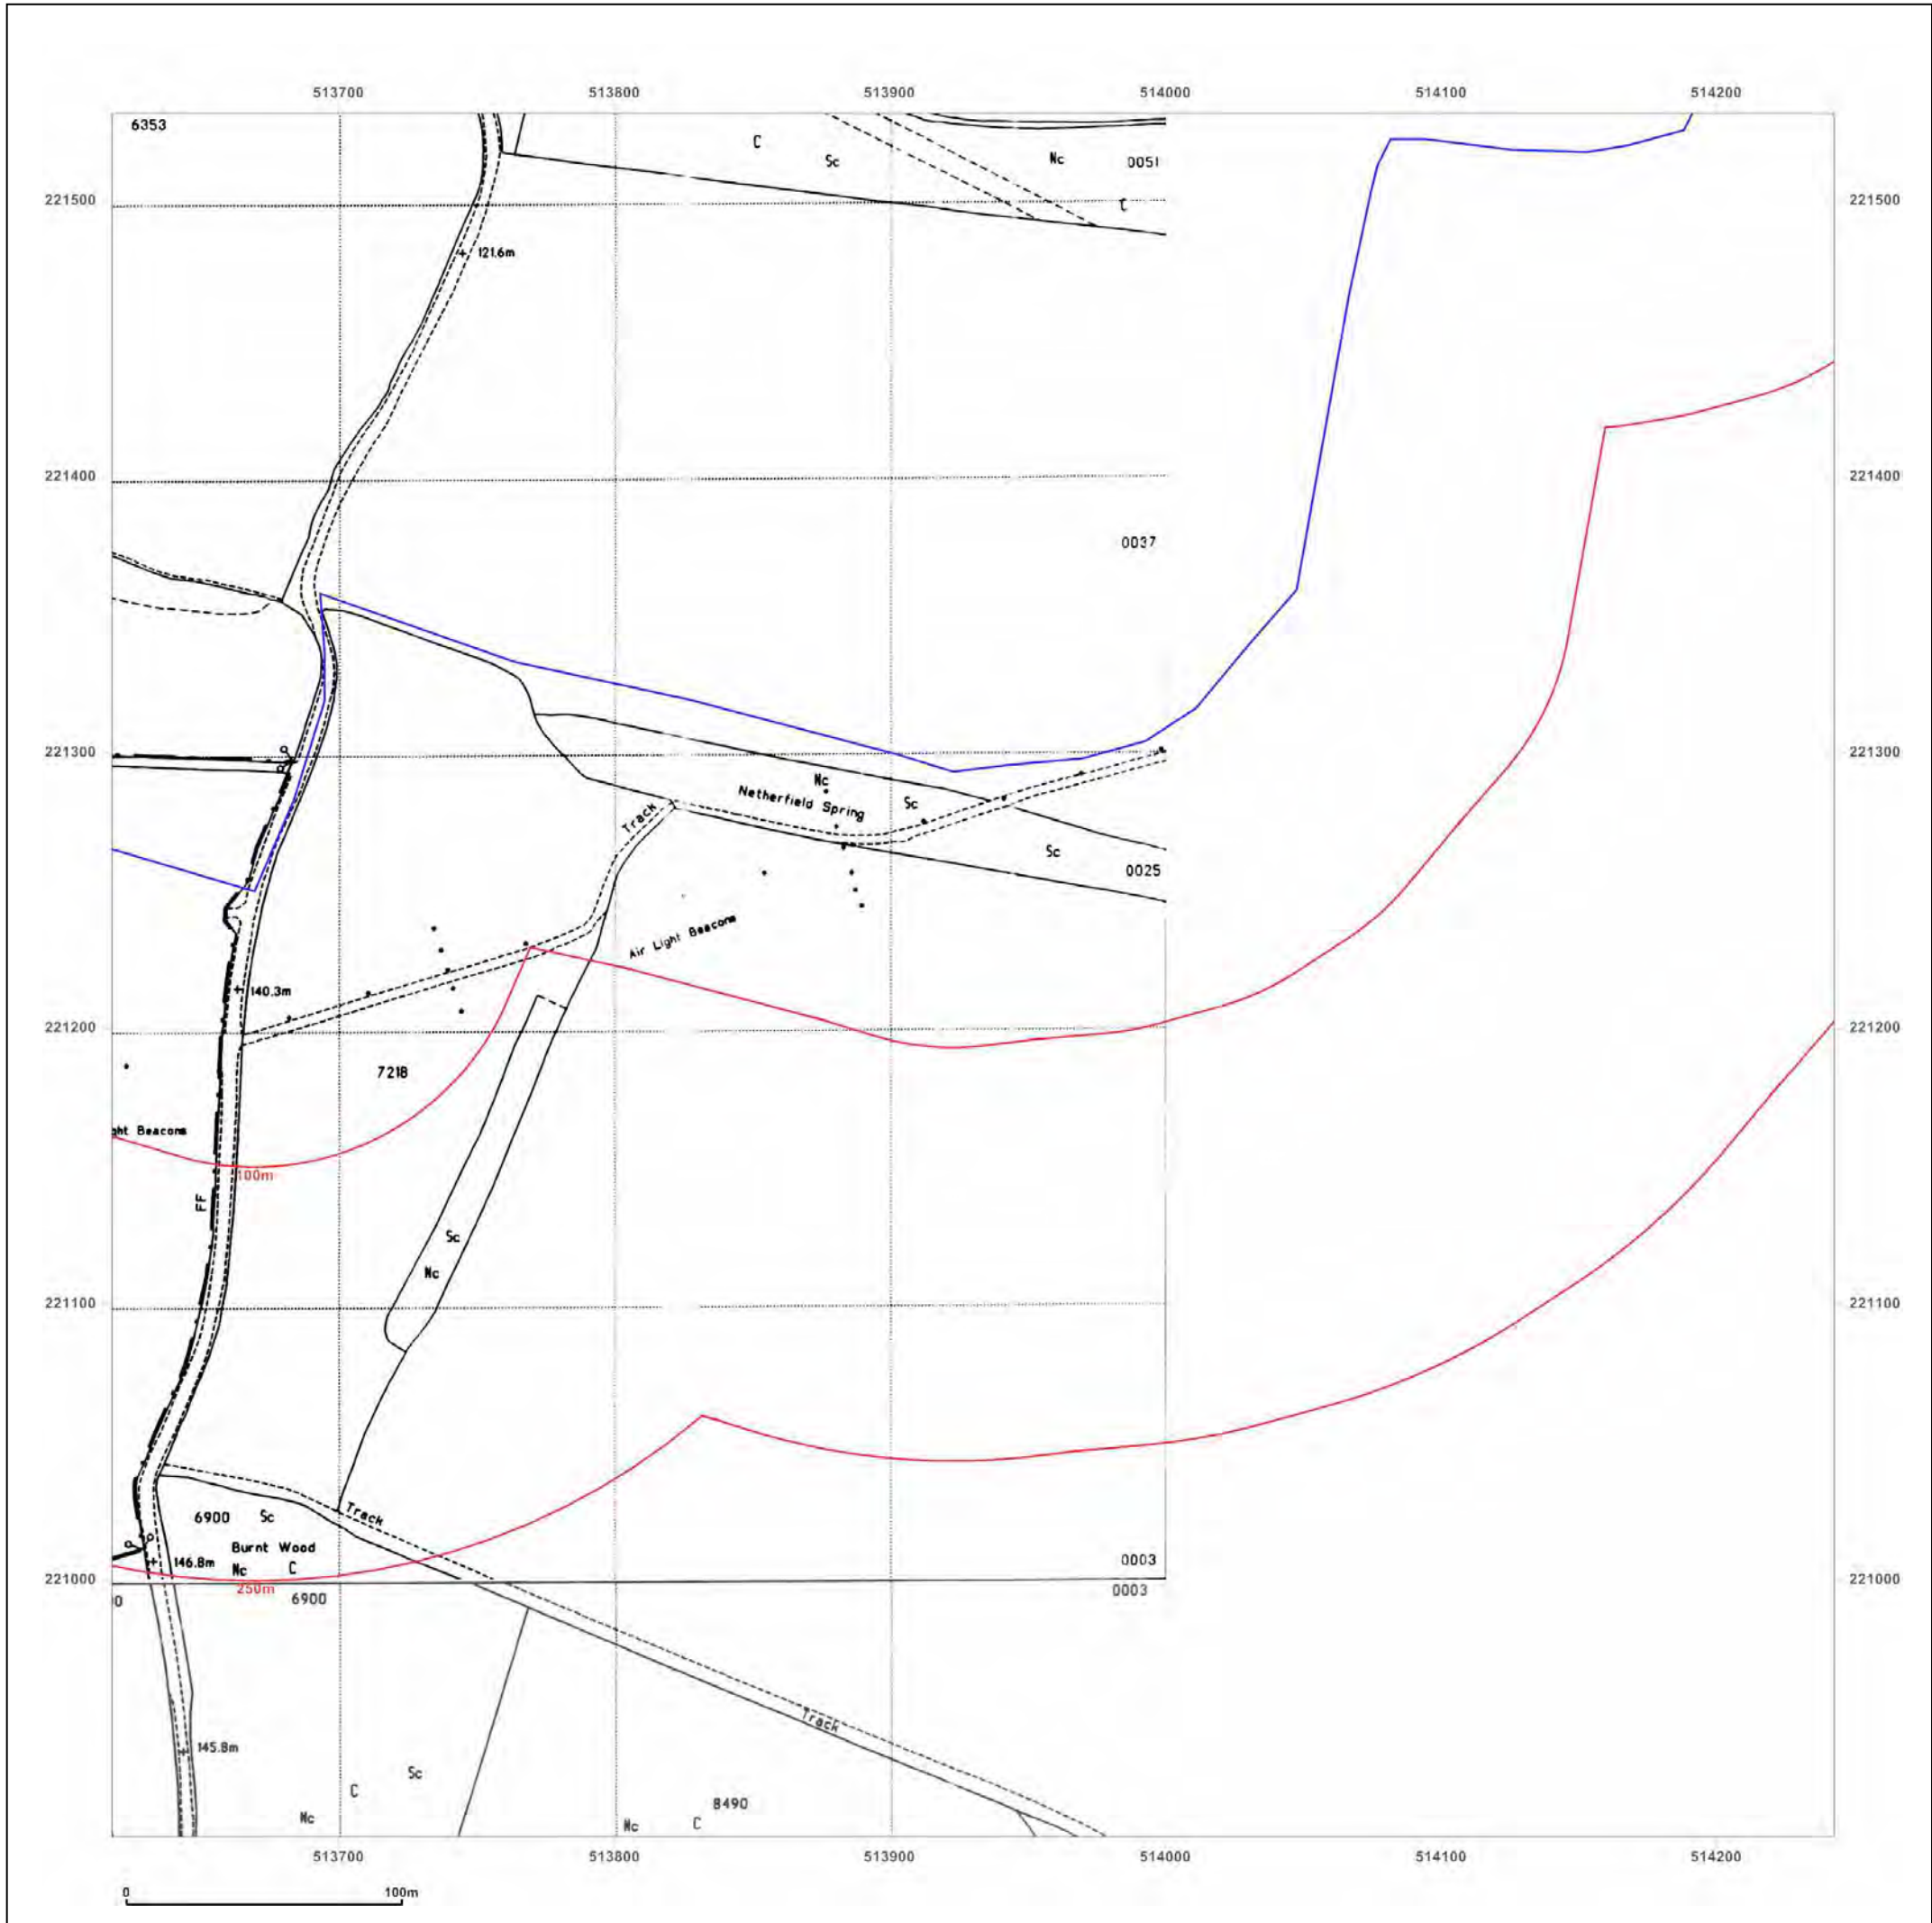 513700 513800 513900 514000 514100 514200
6353
C
Sc
Nc
0051
221500
221500
121.6m
221400
221400
0037
221300
221300
Nc
Netherfield Spring
Sc
Track
Sc
0025
Air Light Beacons
140.3m
221200
221200
7218
ght Beacons
100m
FF
Sc
Nc
221100
221100
Track
6900
Sc
Burnt Wood
146.8m
Nc
C
0003
221000
221000
250m
6900
0003
Track
145.8m
Sc
C
8490
Nc
Nc
C
513700 513800 513900 514000 514100 514200
0 100m